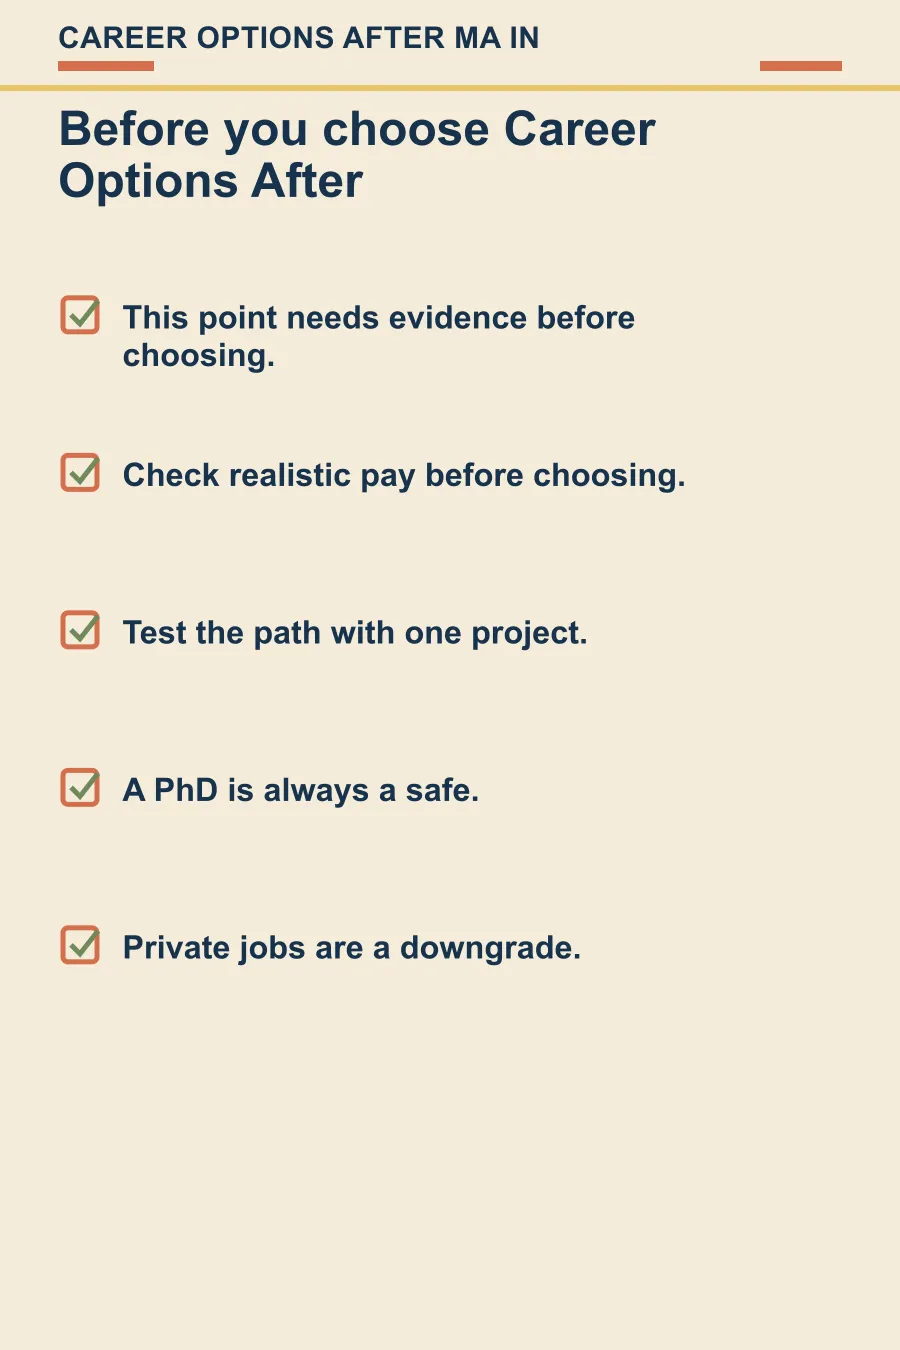 CAREER OPTIONS AFTER MA IN
Before you choose Career
Options After
This point needs evidence before
choosing.
Check realistic pay before choosing.
Test the path with one project.
A PhD is always a safe.
Private jobs are a downgrade.